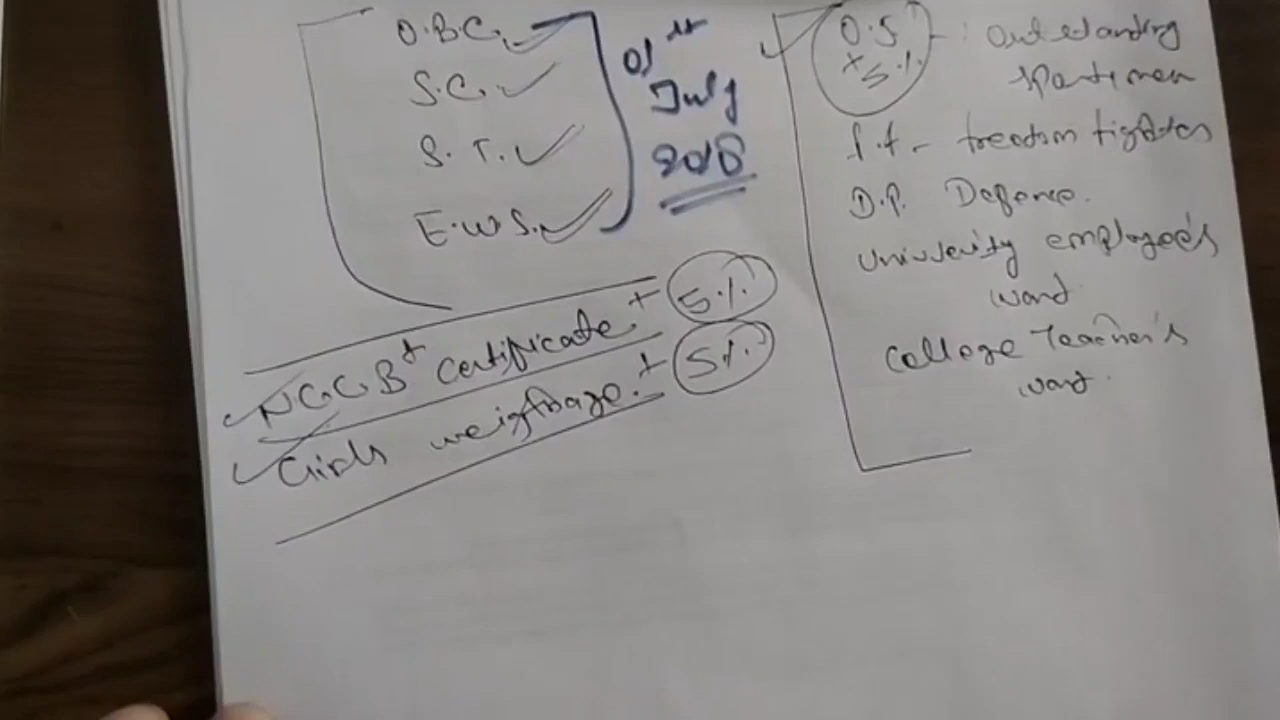 O.B.C.
S.C.
S.T.
E.W.S.
01st
July
2018
NCC B+ Certificate. + 5%
Girls weightage. + 5%
O.S - : Outstanding
+5% Sportsmen
f.f - freedom fighters
D.P. Defence.
University employee's
ward
College Teacher's
ward.